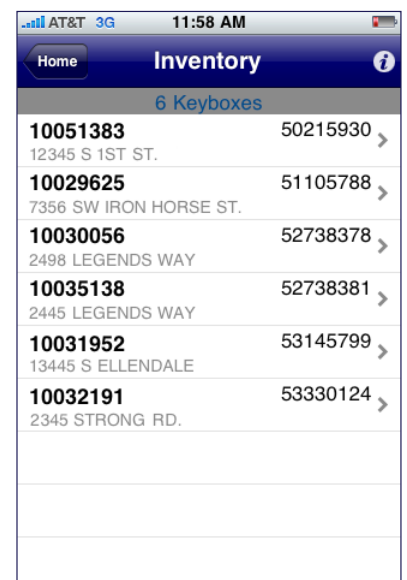 AT&T 3G 11:58 AM
Home Inventory i
6 Keyboxes
10051383 50215930
12345 S 1ST ST.
10029625 51105788
7356 SW IRON HORSE ST.
10030056 52738378
2498 LEGENDS WAY
10035138 52738381
2445 LEGENDS WAY
10031952 53145799
13445 S ELLENDALE
10032191 53330124
2345 STRONG RD.